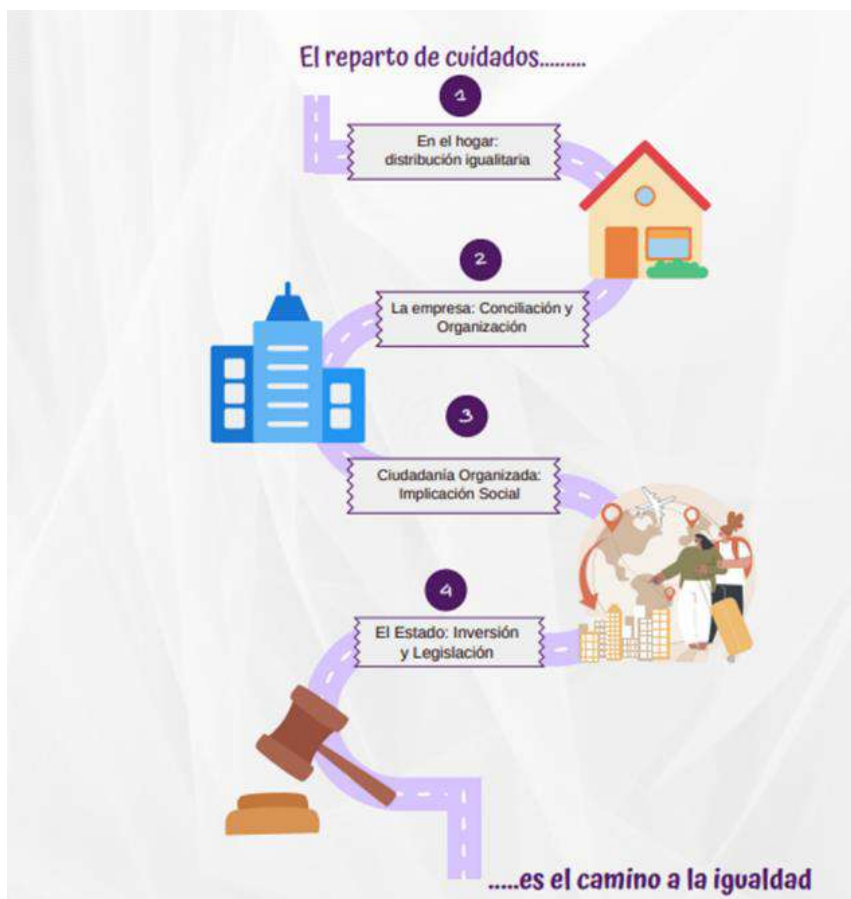 El reparto de cuidados.........
1
En el hogar:
distribución igualitaria
2
La empresa: Conciliación y
Organización
3
Ciudadanía Organizada:
Implicación Social
4
El Estado: Inversión
y Legislación
.....es el camino a la igualdad